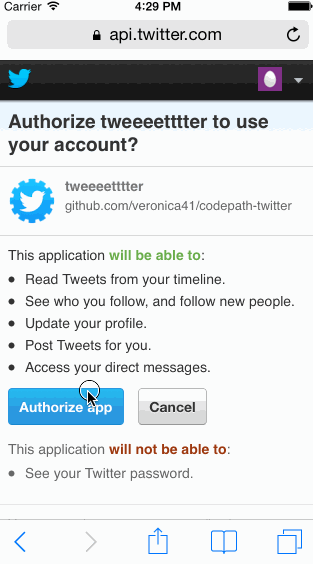 Carrier 4:29 PM
api.twitter.com
Authorize tweeeetttter to use
your account?
tweeeetttter
github.com/veronica41/codepath-twitter
This application will be able to:
Read Tweets from your timeline.
See who you follow, and follow new people.
Update your profile.
Post Tweets for you.
Access your direct messages.
Authorize app Cancel
This application will not be able to:
See your Twitter password.